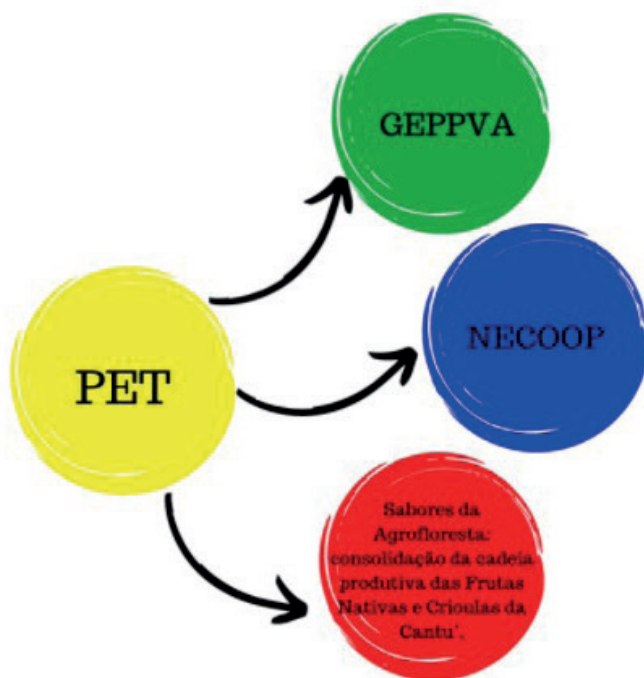 GEPPVA
PET
NECOOP
Sabores da
Agrofloresta:
consolidação da cadeia
produtiva das Frutas
Nativas e Crioulas da
Cantu´.